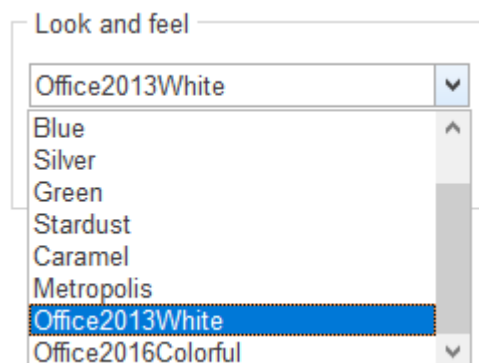 Look and feel
Office2013White
Blue
Silver
Green
Stardust
Caramel
Metropolis
Office2013White
Office2016Colorful